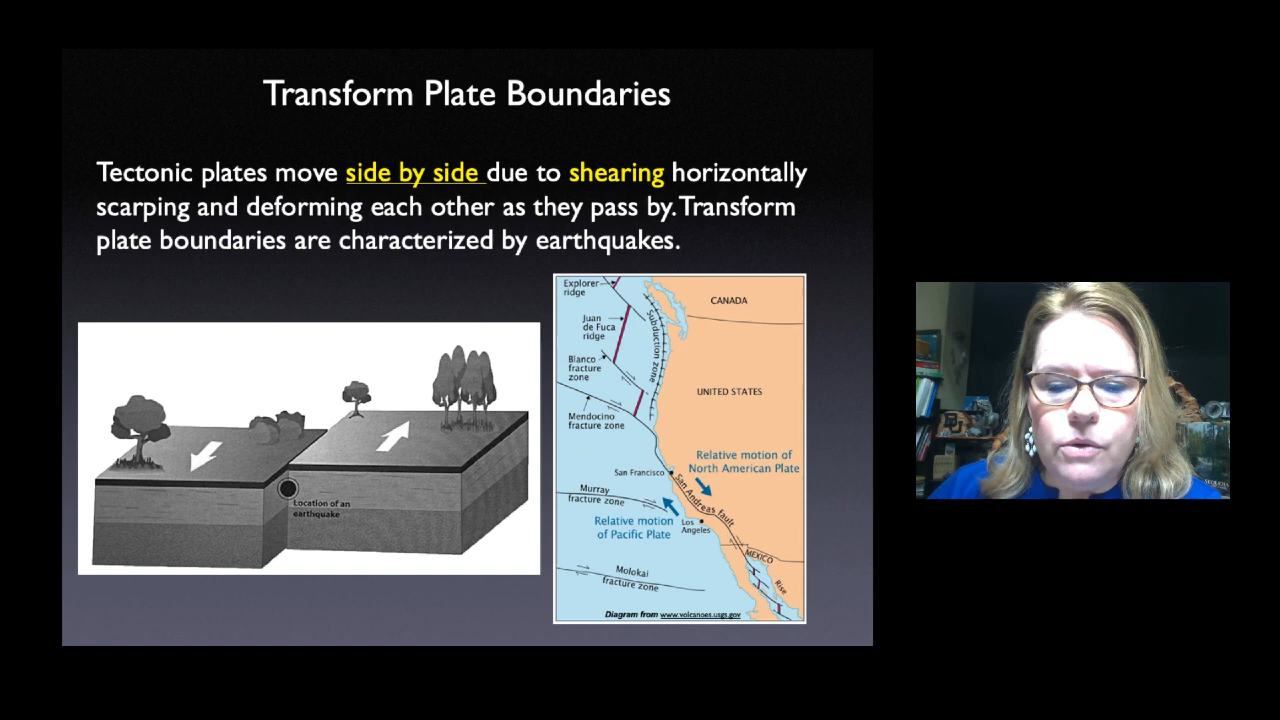 Transform Plate Boundaries
Tectonic plates move side by side due to shearing horizontally
scarping and deforming each other as they pass by. Transform
plate boundaries are characterized by earthquakes.
Location of an
earthquake
Explorer
ridge
CANADA
Juan
de Fuca
ridge
Subduction zone
Blanco
fracture
zone
UNITED STATES
Mendocino
fracture zone
Relative motion of
North American Plate
San Francisco
San Andreas Fault
Murray
fracture zone
Relative motion
of Pacific Plate
Los
Angeles
MEXICO
Molokai
fracture zone
Rise
Diagram from www.volcanoes.usgs.gov
SEQUOIA